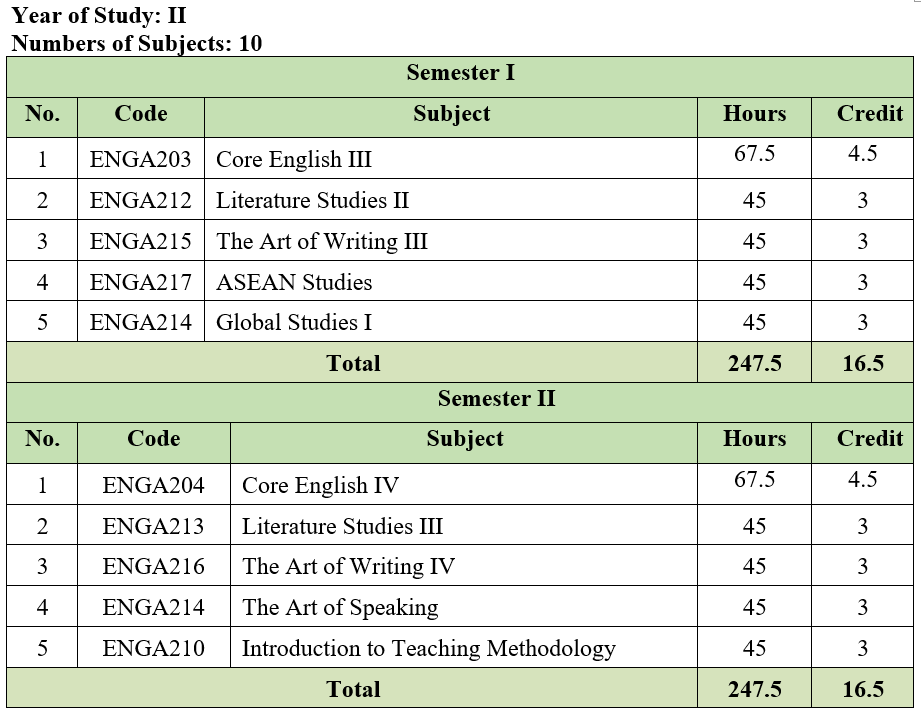 Year of Study: II
Numbers of Subjects: 10
Semester I
No. Code Subject Hours Credit
1 ENGA203 Core English III 67.5 4.5
2 ENGA212 Literature Studies II 45 3
3 ENGA215 The Art of Writing III 45 3
4 ENGA217 ASEAN Studies 45 3
5 ENGA214 Global Studies I 45 3
Total 247.5 16.5
Semester II
No. Code Subject Hours Credit
1 ENGA204 Core English IV 67.5 4.5
2 ENGA213 Literature Studies III 45 3
3 ENGA216 The Art of Writing IV 45 3
4 ENGA214 The Art of Speaking 45 3
5 ENGA210 Introduction to Teaching Methodology 45 3
Total 247.5 16.5